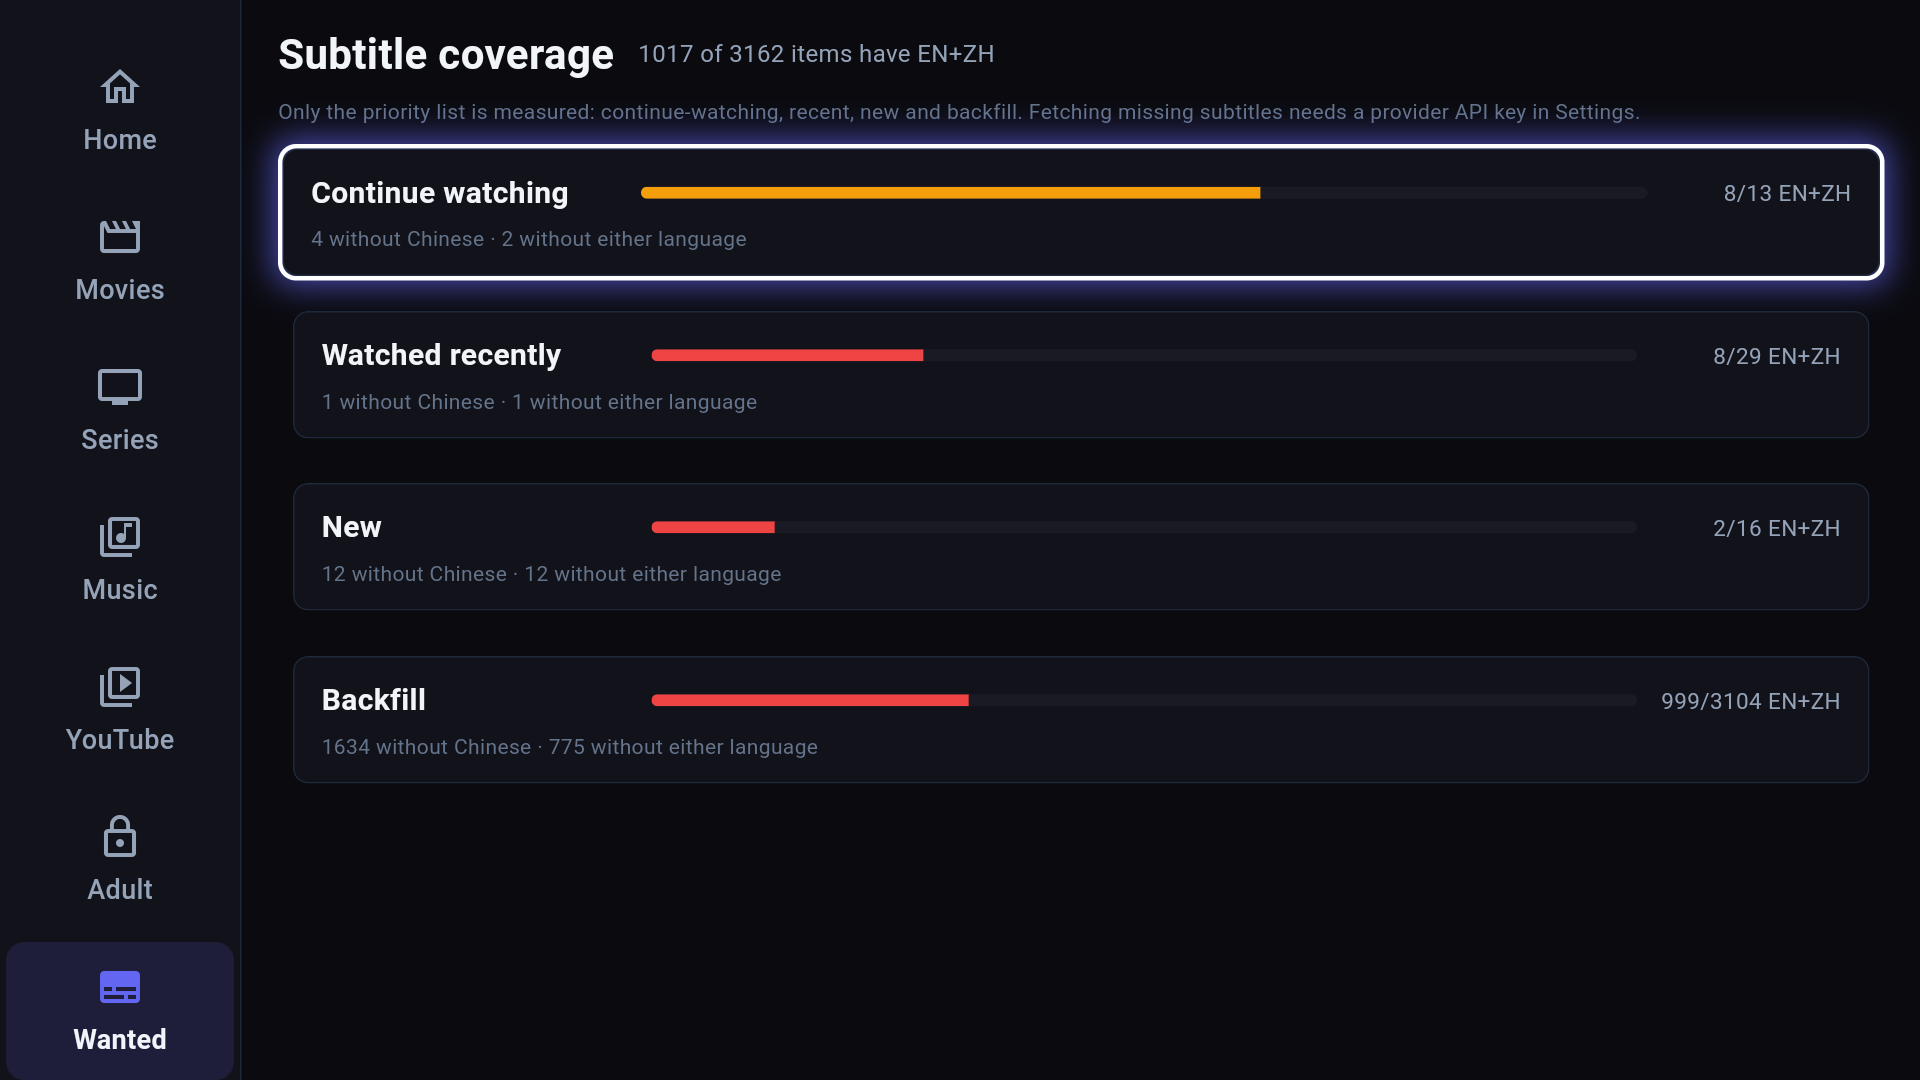 Home
Movies
Series
Music
YouTube
Adult
Wanted
Subtitle coverage 1017 of 3162 items have EN+ZH
Only the priority list is measured: continue-watching, recent, new and backfill. Fetching missing subtitles needs a provider API key in Settings.
Continue watching 8/13 EN+ZH
4 without Chinese · 2 without either language
Watched recently 8/29 EN+ZH
1 without Chinese · 1 without either language
New 2/16 EN+ZH
12 without Chinese · 12 without either language
Backfill 999/3104 EN+ZH
1634 without Chinese · 775 without either language